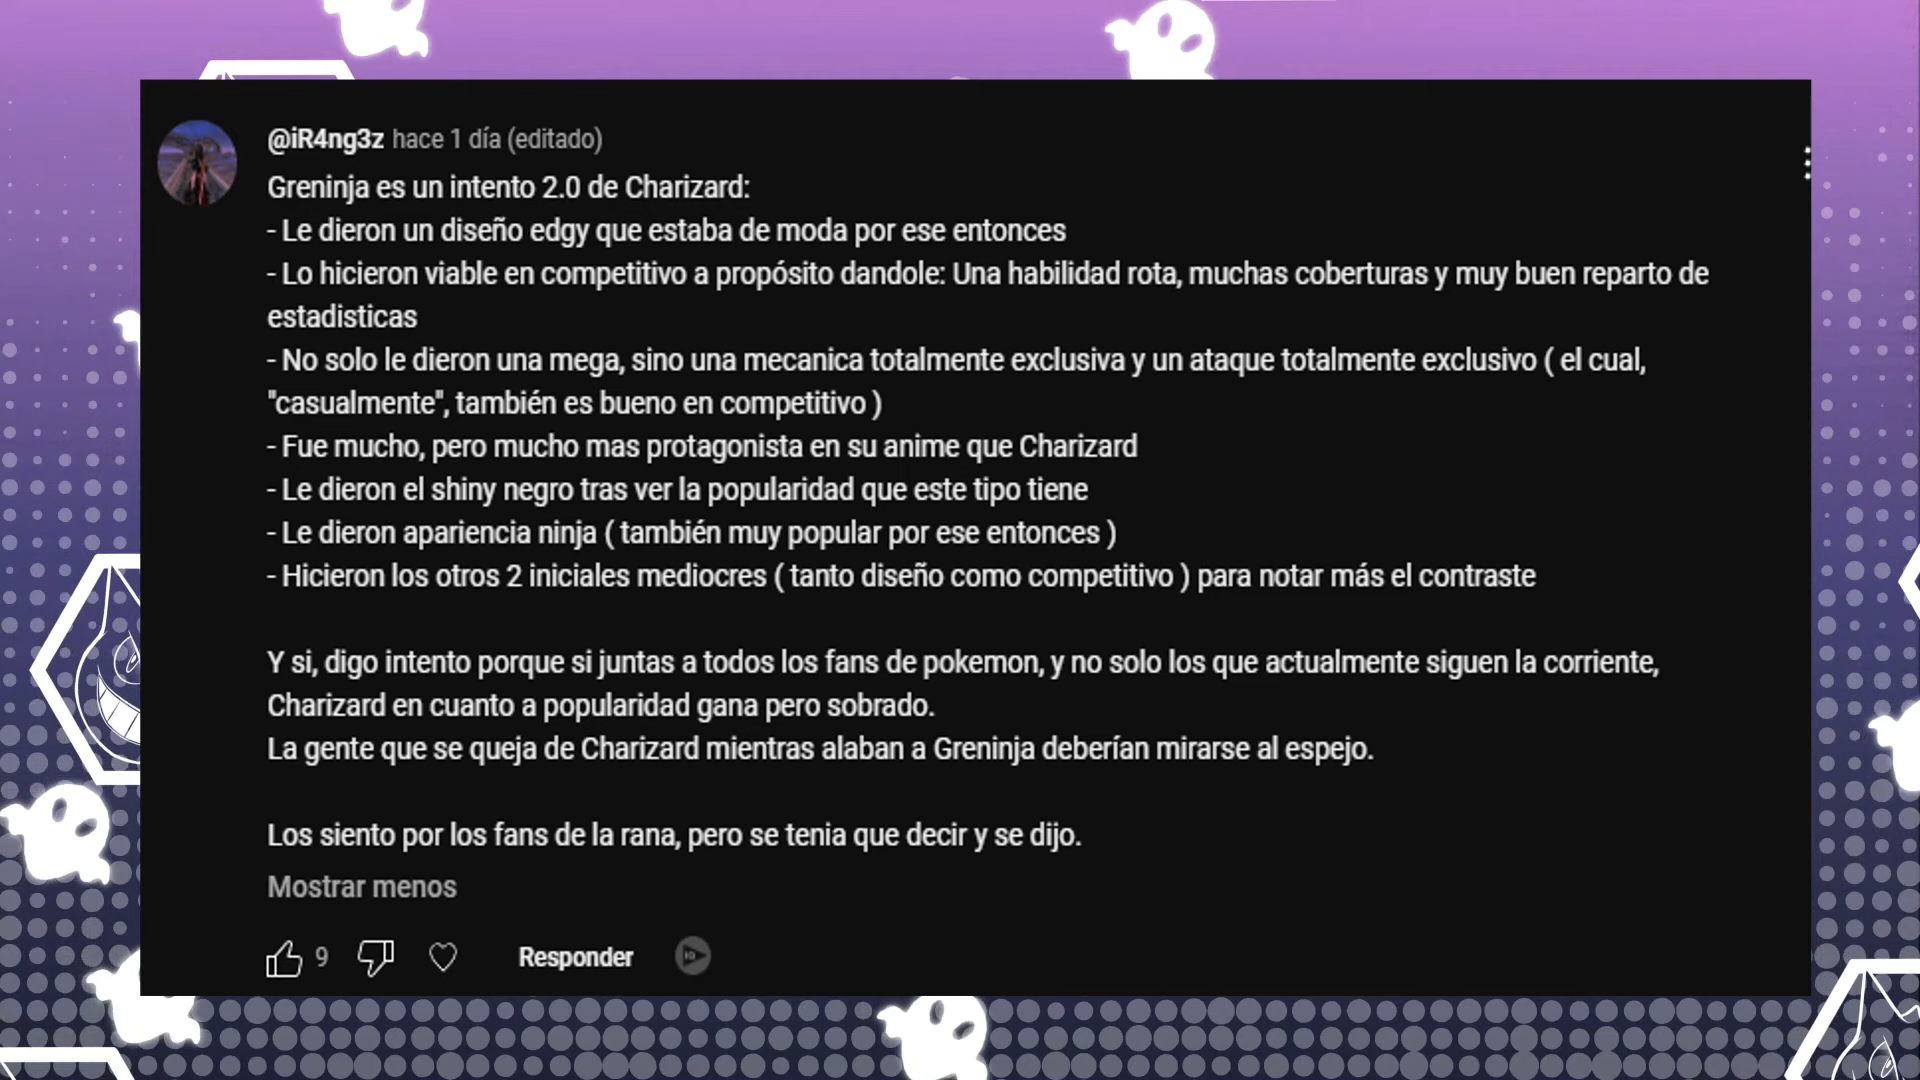 @iR4ng3z hace 1 día (editado)
Greninja es un intento 2.0 de Charizard:
- Le dieron un diseño edgy que estaba de moda por ese entonces
- Lo hicieron viable en competitivo a propósito dandole: Una habilidad rota, muchas coberturas y muy buen reparto de
estadisticas
- No solo le dieron una mega, sino una mecanica totalmente exclusiva y un ataque totalmente exclusivo ( el cual,
"casualmente", también es bueno en competitivo )
- Fue mucho, pero mucho mas protagonista en su anime que Charizard
- Le dieron el shiny negro tras ver la popularidad que este tipo tiene
- Le dieron apariencia ninja ( también muy popular por ese entonces )
- Hicieron los otros 2 iniciales mediocres ( tanto diseño como competitivo ) para notar más el contraste
Y si, digo intento porque si juntas a todos los fans de pokemon, y no solo los que actualmente siguen la corriente,
Charizard en cuanto a popularidad gana pero sobrado.
La gente que se queja de Charizard mientras alaban a Greninja deberían mirarse al espejo.
Los siento por los fans de la rana, pero se tenia que decir y se dijo.
Mostrar menos
9 Responder